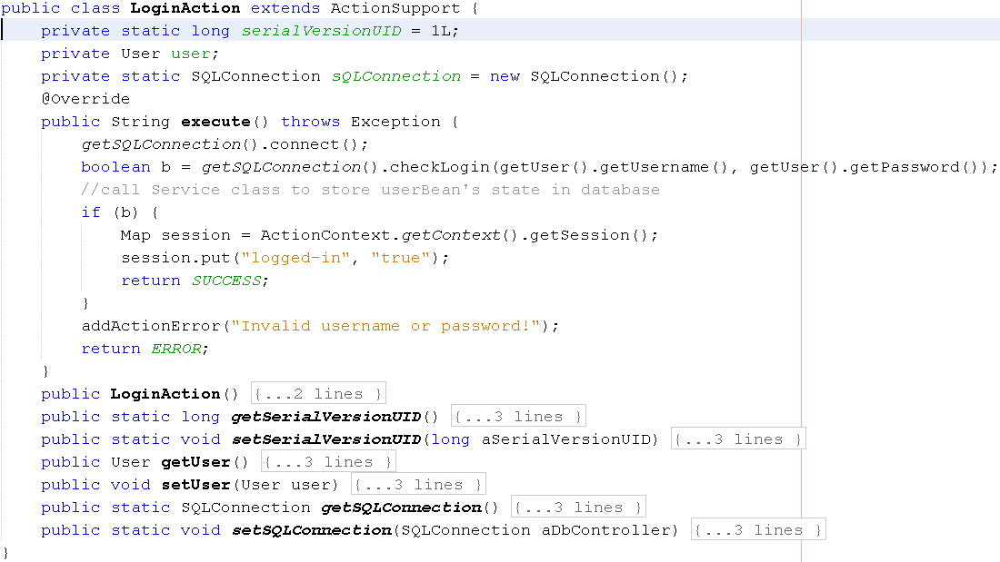 public class LoginAction extends ActionSupport {
    private static long serialVersionUID = 1L;
    private User user;
    private static SQLConnection sQLConnection = new SQLConnection();
    @Override
    public String execute() throws Exception {
        getSQLConnection().connect();
        boolean b = getSQLConnection().checkLogin(getUser().getUsername(), getUser().getPassword());
        //call Service class to store userBean's state in database
        if (b) {
            Map session = ActionContext.getContext().getSession();
            session.put("logged-in", "true");
            return SUCCESS;
        }
        addActionError("Invalid username or password!");
        return ERROR;
    }
    public LoginAction() {...2 lines }
    public static long getSerialVersionUID() {...3 lines }
    public static void setSerialVersionUID(long aSerialVersionUID) {...3 lines }
    public User getUser() {...3 lines }
    public void setUser(User user) {...3 lines }
    public static SQLConnection getSQLConnection() {...3 lines }
    public static void setSQLConnection(SQLConnection aDbController) {...3 lines }
}